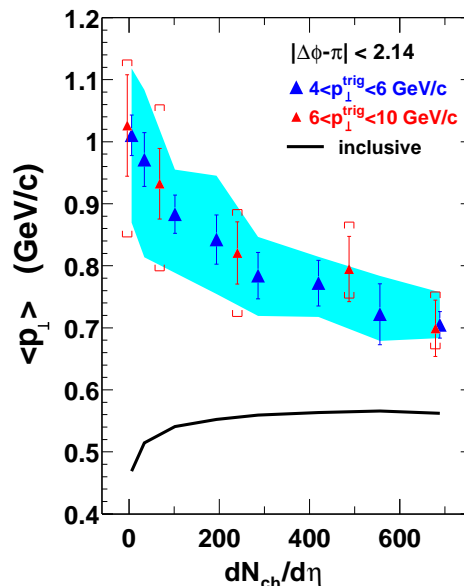 |Δϕ-π| < 2.14
4<p⊥^trig<6 GeV/c
6<p⊥^trig<10 GeV/c
inclusive
<p⊥> (GeV/c)
1.2
1.1
1
0.9
0.8
0.7
0.6
0.5
0.4
0 200 400 600
dN_ch/dη